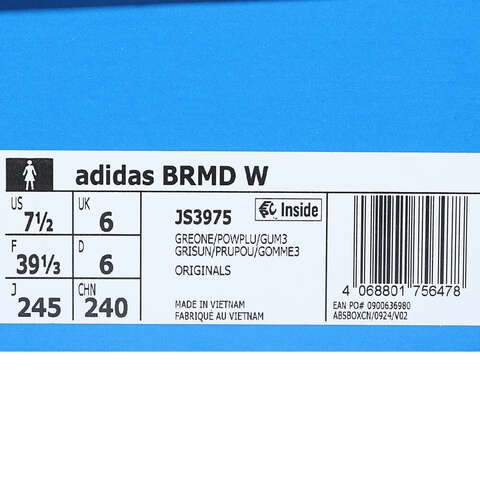 adidas BRMD W
US UK
7½ 6
F D
39⅓ 6
J CHN
245 240
JS3975 Inside
GREONE/POWPLU/GUM3
GRISUN/PRUPOU/GOMME3
ORIGINALS
MADE IN VIETNAM
FABRIQUÉ AU VIETNAM
4 068801 756478
EAN PO# 0900636980
ABSBOXCN/0924/V02